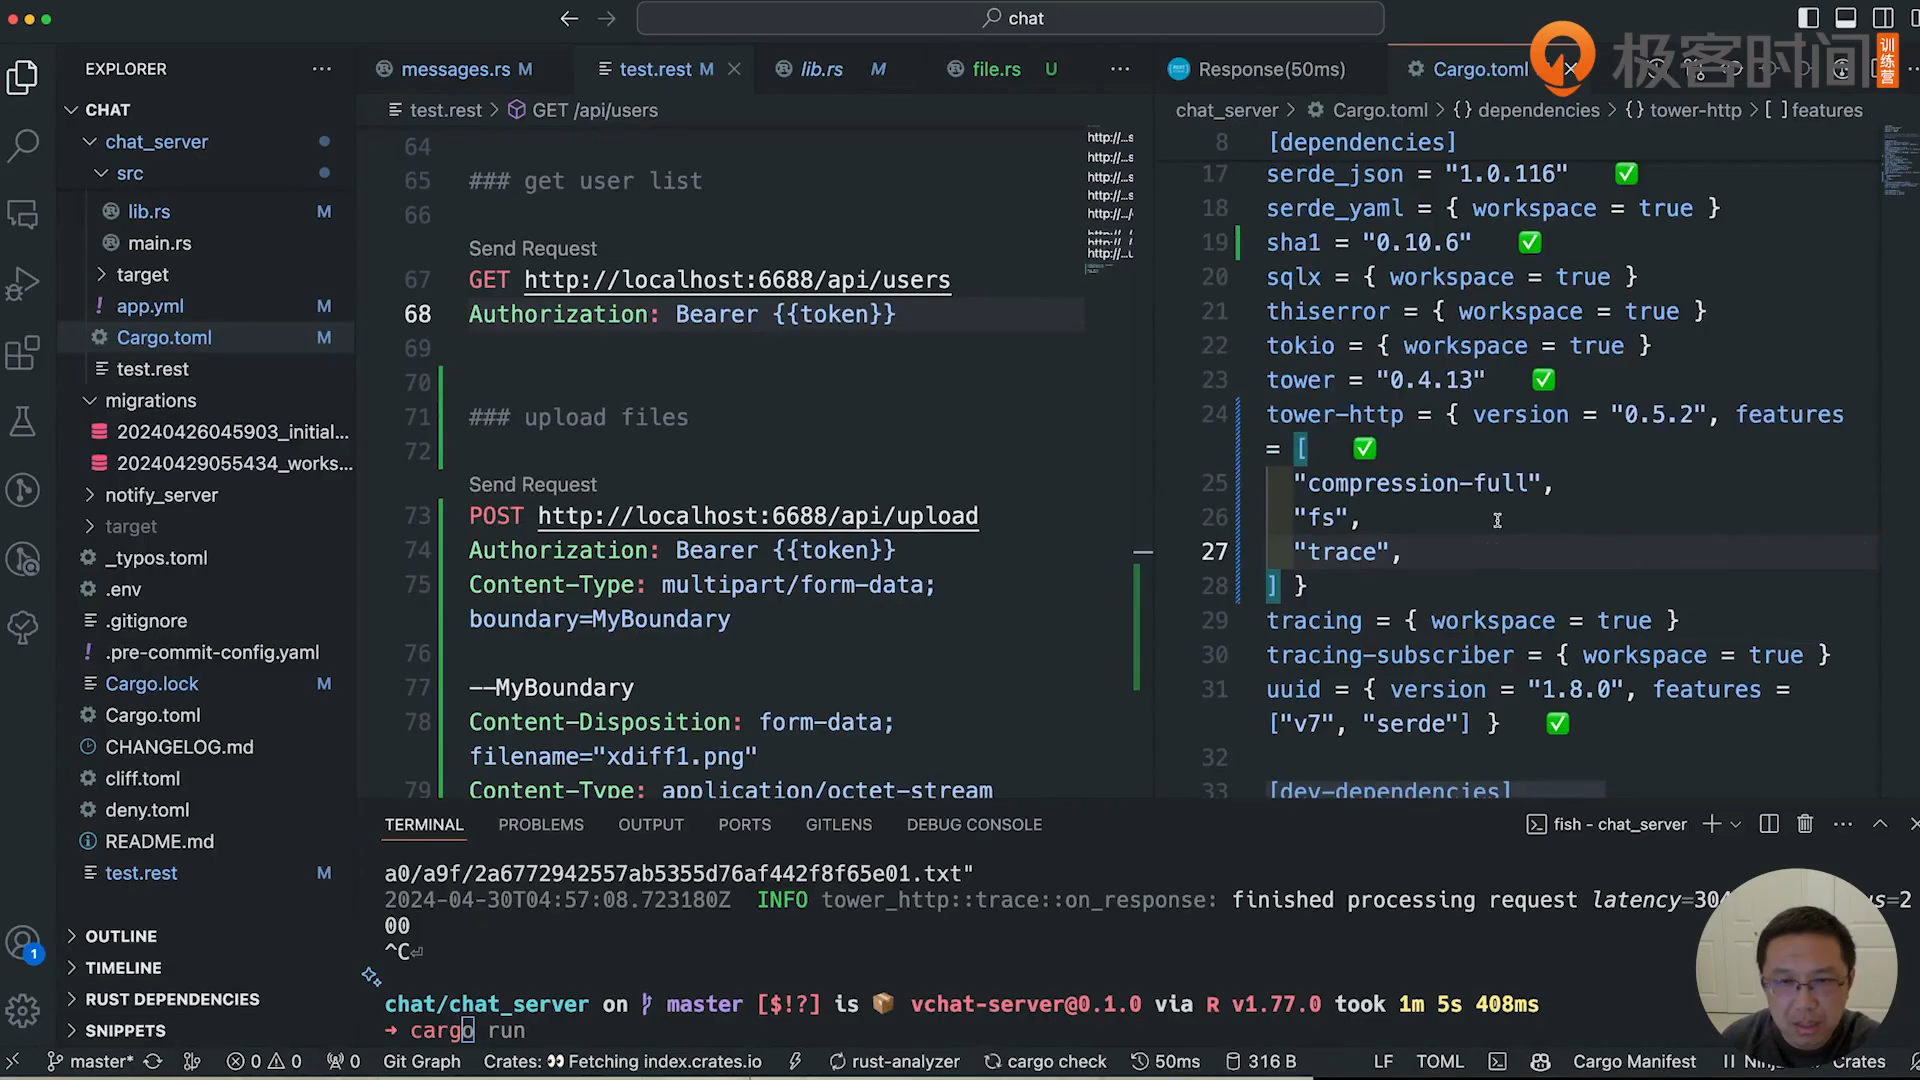 chat
极客时间 训练营
EXPLORER
CHAT
chat_server
src
lib.rs M
main.rs
target
app.yml M
Cargo.toml M
test.rest
migrations
20240426045903_initial...
20240429055434_works...
notify_server
target
_typos.toml
.env
.gitignore
.pre-commit-config.yaml
Cargo.lock M
Cargo.toml
CHANGELOG.md
cliff.toml
deny.toml
README.md
test.rest M
OUTLINE
TIMELINE
RUST DEPENDENCIES
SNIPPETS
messages.rs M
test.rest M
lib.rs M
file.rs U
test.rest > GET /api/users
64
65 ### get user list
66
Send Request
67 GET http://localhost:6688/api/users
68 Authorization: Bearer {{token}}
69
70
71 ### upload files
72
Send Request
73 POST http://localhost:6688/api/upload
74 Authorization: Bearer {{token}}
75 Content-Type: multipart/form-data;
boundary=MyBoundary
76
77 --MyBoundary
78 Content-Disposition: form-data;
filename="xdiff1.png"
79 Content-Type: application/octet-stream
Response(50ms)
Cargo.toml
chat_server > Cargo.toml > {} dependencies > {} tower-http > [ ] features
8 [dependencies]
17 serde_json = "1.0.116" ✅
18 serde_yaml = { workspace = true }
19 sha1 = "0.10.6" ✅
20 sqlx = { workspace = true }
21 thiserror = { workspace = true }
22 tokio = { workspace = true }
23 tower = "0.4.13" ✅
24 tower-http = { version = "0.5.2", features
= [ ✅
25 "compression-full",
26 "fs",
27 "trace",
28 ] }
29 tracing = { workspace = true }
30 tracing-subscriber = { workspace = true }
31 uuid = { version = "1.8.0", features =
["v7", "serde"] } ✅
32
33 [dev-dependencies]
TERMINAL PROBLEMS OUTPUT PORTS GITLENS DEBUG CONSOLE
fish - chat_server
a0/a9f/2a6772942557ab5355d76af442f8f65e01.txt"
2024-04-30T04:57:08.723180Z INFO tower_http::trace::on_response: finished processing request latency=30 =2
00
^C⏎
chat/chat_server on master [$!?] is 📦 vchat-server@0.1.0 via R v1.77.0 took 1m 5s 408ms
➜ cargo run
1
master* 0 0 0 Git Graph Crates: 👀 Fetching index.crates.io rust-analyzer cargo check 50ms 316 B LF TOML Cargo Manifest Crates